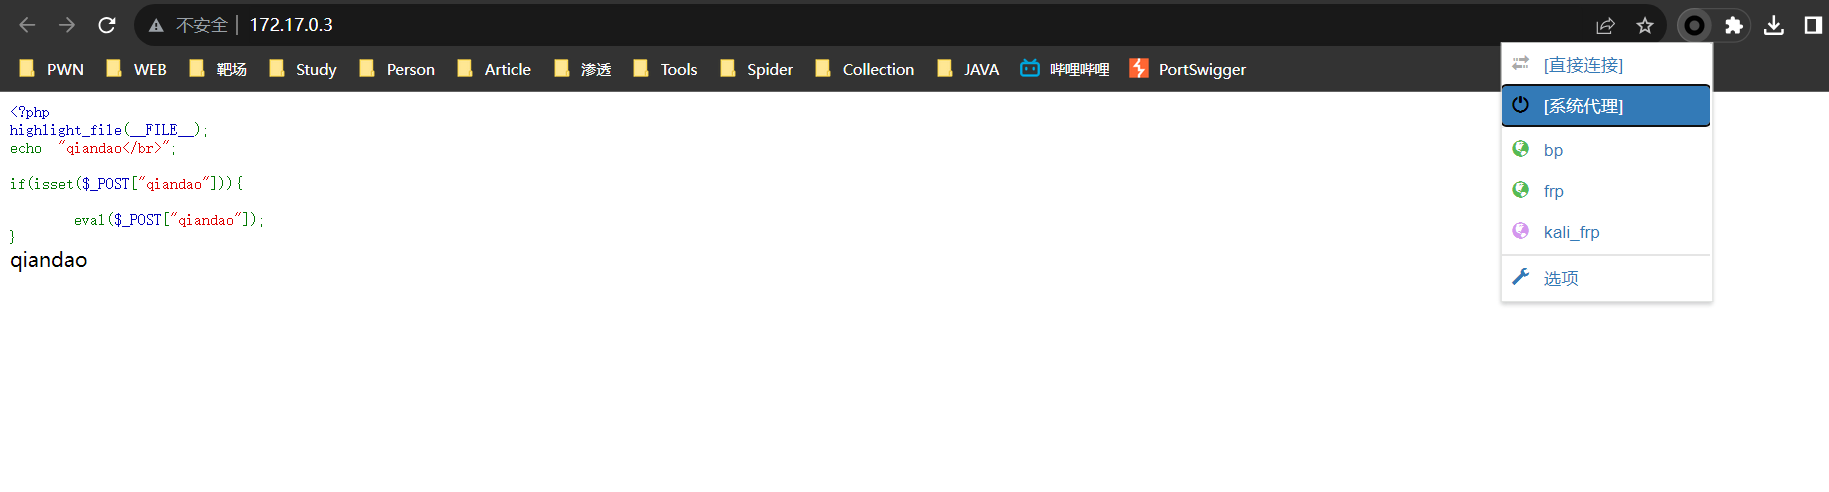 不安全 | 172.17.0.3
PWN WEB 靶场 Study Person Article 渗透 Tools Spider Collection JAVA 哔哩哔哩 PortSwigger
[直接连接]
[系统代理]
bp
frp
kali_frp
选项
<?php
highlight_file(__FILE__);
echo "qiandao</br>";
if(isset($_POST["qiandao"])){
eval($_POST["qiandao"]);
}
qiandao